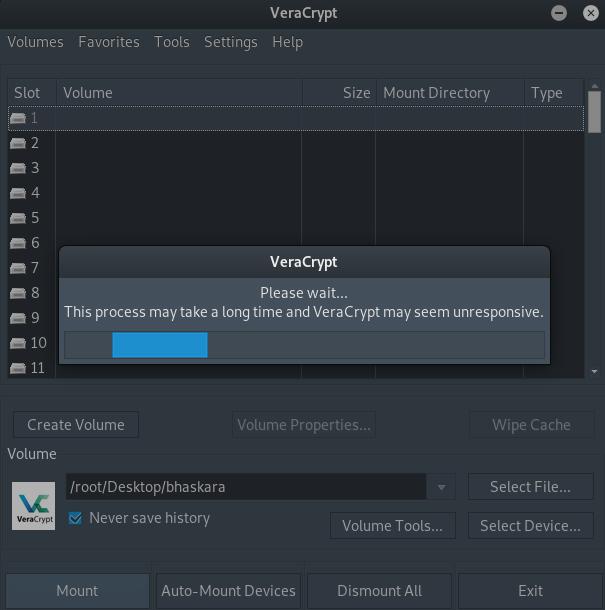 VeraCrypt
Volumes Favorites Tools Settings Help
Slot Volume Size Mount Directory Type
1
2
3
4
5
6
7
8
9
10
11
VeraCrypt
Please wait...
This process may take a long time and VeraCrypt may seem unresponsive.
Create Volume Volume Properties... Wipe Cache
Volume
VeraCrypt
/root/Desktop/bhaskara Select File...
Never save history
Volume Tools... Select Device...
Mount Auto-Mount Devices Dismount All Exit